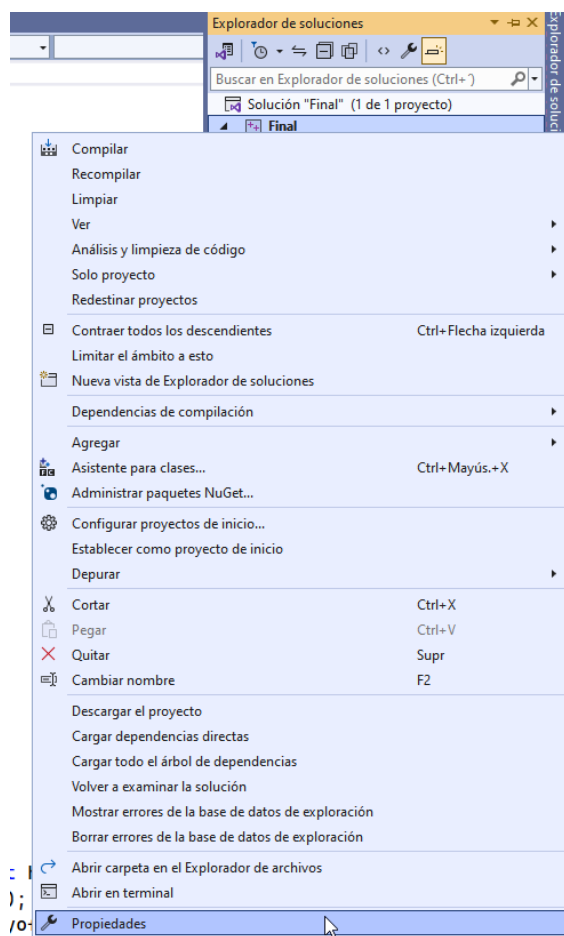 Explorador de soluciones
Buscar en Explorador de soluciones (Ctrl+´)
Solución "Final" (1 de 1 proyecto)
Final
Explorador de soluci
Compilar
Recompilar
Limpiar
Ver
Análisis y limpieza de código
Solo proyecto
Redestinar proyectos
Contraer todos los descendientes Ctrl+Flecha izquierda
Limitar el ámbito a esto
Nueva vista de Explorador de soluciones
Dependencias de compilación
Agregar
Asistente para clases... Ctrl+Mayús.+X
Administrar paquetes NuGet...
Configurar proyectos de inicio...
Establecer como proyecto de inicio
Depurar
Cortar Ctrl+X
Pegar Ctrl+V
Quitar Supr
Cambiar nombre F2
Descargar el proyecto
Cargar dependencias directas
Cargar todo el árbol de dependencias
Volver a examinar la solución
Mostrar errores de la base de datos de exploración
Borrar errores de la base de datos de exploración
Abrir carpeta en el Explorador de archivos
Abrir en terminal
);
Propiedades